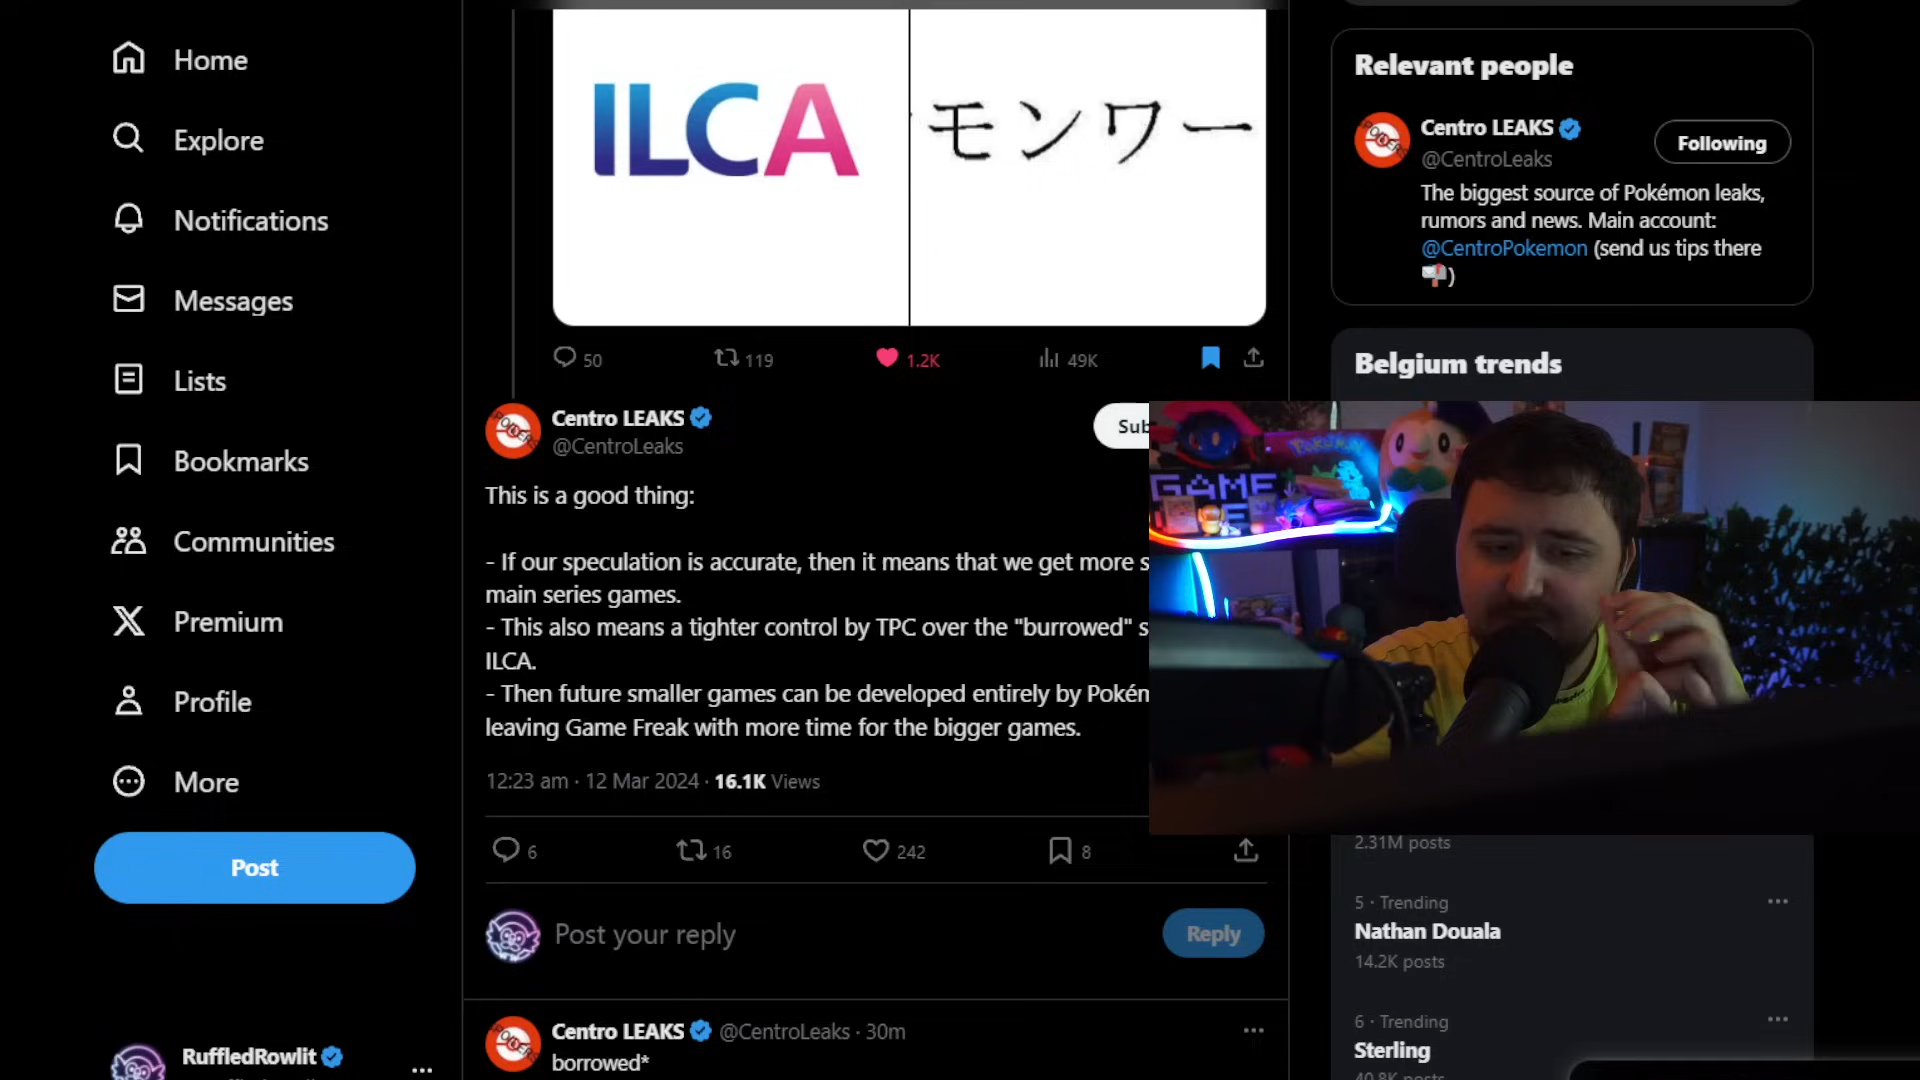 Home
Explore
Notifications
Messages
Lists
Bookmarks
Communities
Premium
Profile
More
Post
RuffledRowlit
ILCA
モンワー
50
119
1.2K
49K
Centro LEAKS
@CentroLeaks
Sub
This is a good thing:
- If our speculation is accurate, then it means that we get more s
main series games.
- This also means a tighter control by TPC over the "burrowed" s
ILCA.
- Then future smaller games can be developed entirely by Pokém
leaving Game Freak with more time for the bigger games.
12:23 am · 12 Mar 2024 · 16.1K Views
6
16
242
8
Post your reply
Reply
Centro LEAKS @CentroLeaks · 30m
borrowed*
Relevant people
Centro LEAKS
@CentroLeaks
Following
The biggest source of Pokémon leaks,
rumors and news. Main account:
@CentroPokemon (send us tips there
)
Belgium trends
POKÉMON
GAME
2.31M posts
5 · Trending
Nathan Douala
14.2K posts
6 · Trending
Sterling
40.8K posts